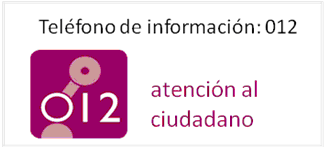 Teléfono de información: 012
012
atención al
ciudadano